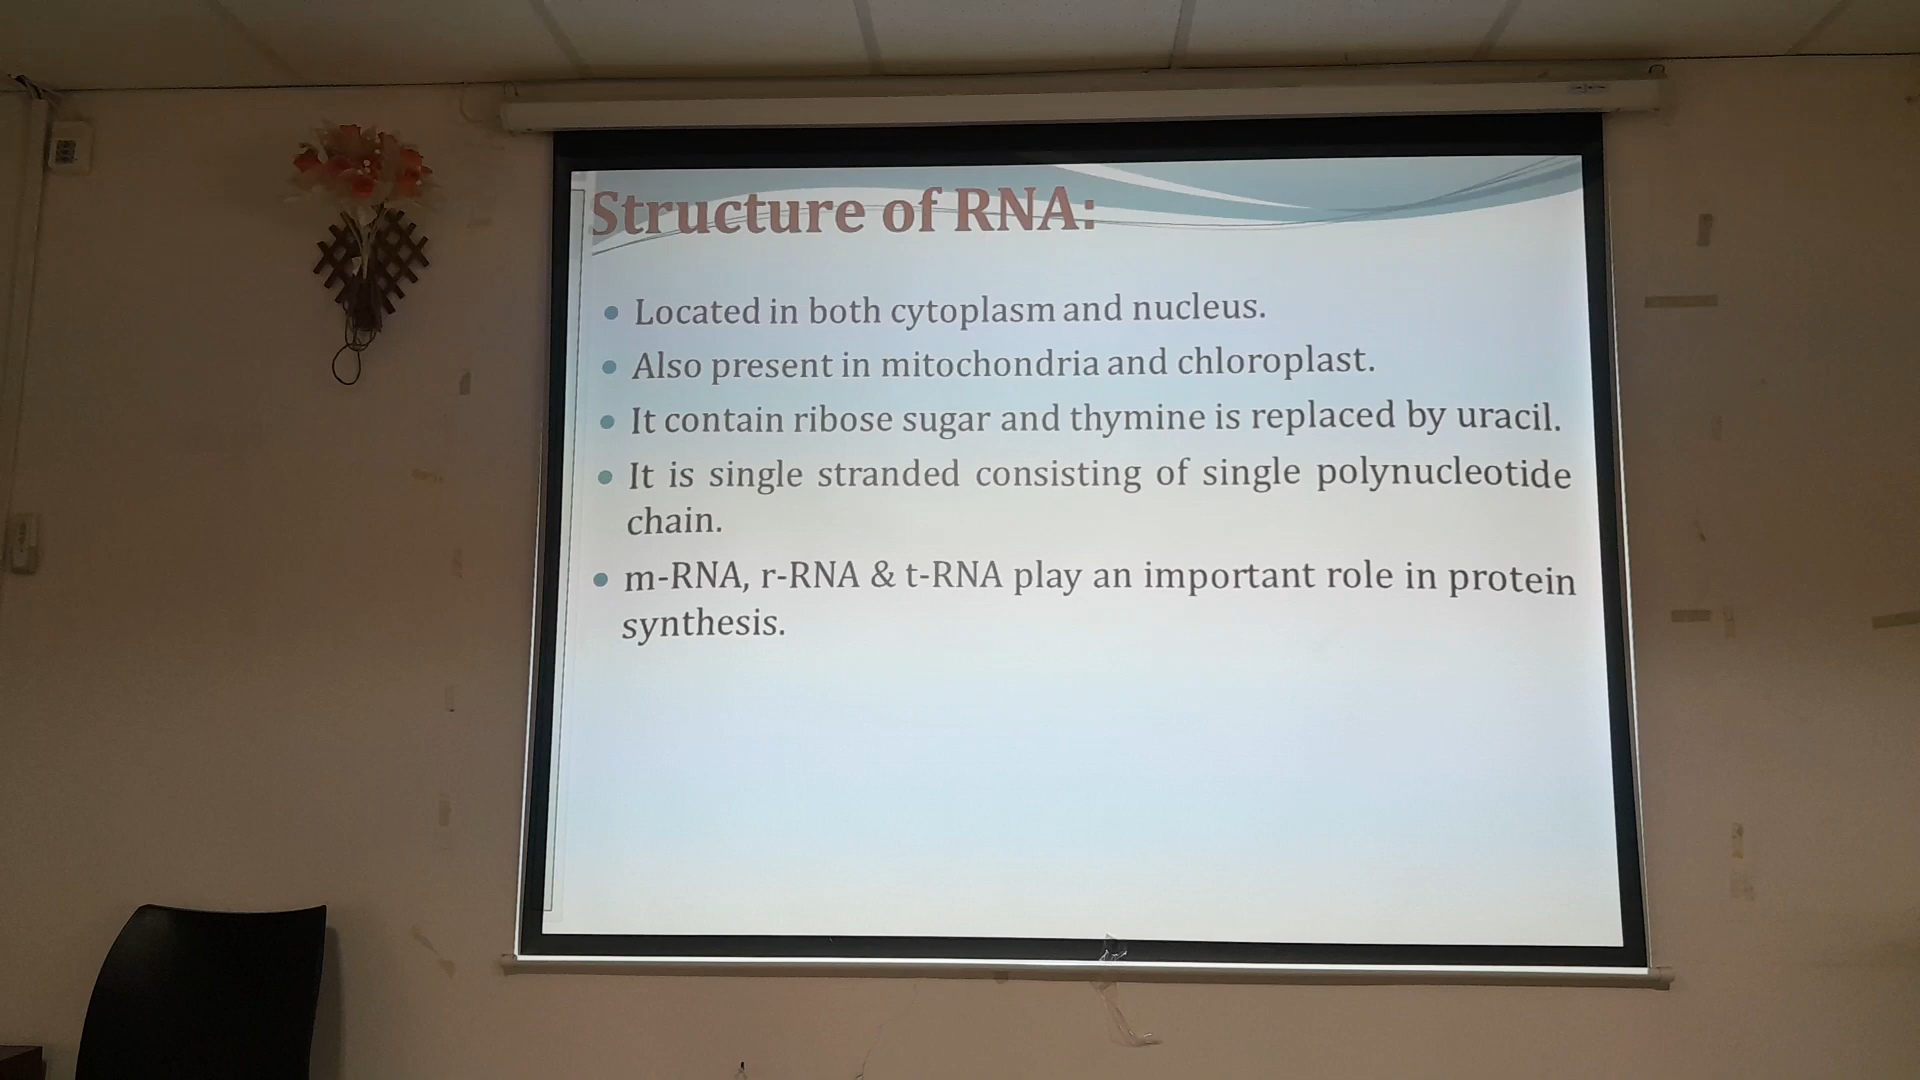 Structure of RNA:
• Located in both cytoplasm and nucleus.
• Also present in mitochondria and chloroplast.
• It contain ribose sugar and thymine is replaced by uracil.
• It is single stranded consisting of single polynucleotide
chain.
• m-RNA, r-RNA & t-RNA play an important role in protein
synthesis.